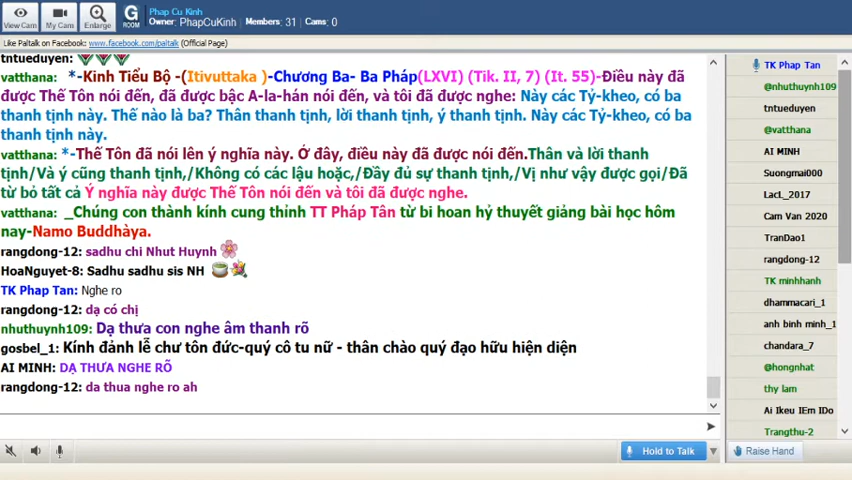 Phap Cu Kinh
Owner: PhapCuKinh Members: 31 Cams: 0
View Cam
My Cam
Enlarge
G
ROOM
Like Paltalk on Facebook: www.facebook.com/paltalk (Official Page)
tntueduyen:
vatthana: *-Kinh Tiểu Bộ -(Itivuttaka )-Chương Ba- Ba Pháp(LXVI) (Tik. II, 7) (It. 55)-Điều này đã
được Thế Tôn nói đến, đã được bậc A-la-hán nói đến, và tôi đã được nghe: Này các Tỷ-kheo, có ba
thanh tịnh này. Thế nào là ba? Thân thanh tịnh, lời thanh tịnh, ý thanh tịnh. Này các Tỷ-kheo, có ba
thanh tịnh này.
vatthana: *-Thế Tôn đã nói lên ý nghĩa này. Ở đây, điều này đã được nói đến.Thân và lời thanh
tịnh/Và ý cũng thanh tịnh,/Không có các lậu hoặc,/Đầy đủ sự thanh tịnh,/Vị như vậy được gọi/Đã
từ bỏ tất cả Ý nghĩa này được Thế Tôn nói đến và tôi đã được nghe.
vatthana: _Chúng con thành kính cung thỉnh TT Pháp Tân từ bi hoan hỷ thuyết giảng bài học hôm
nay-Namo Buddhàya.
rangdong-12: sadhu chi Nhut Huynh
HoaNguyet-8: Sadhu sadhu sis NH
TK Phap Tan: Nghe ro
rangdong-12: dạ có chị
nhuthuynh109: Dạ thưa con nghe âm thanh rõ
gosbel_1: Kính đảnh lễ chư tôn đức-quý cô tu nữ - thân chào quý đạo hữu hiện diện
AI MINH: DẠ THƯA NGHE RÕ
rangdong-12: da thua nghe ro ah
Hold to Talk
TK Phap Tan
@nhuthuynh109
tntueduyen
@vatthana
AI MINH
Suongmai000
LacL_2017
Cam Van 2020
TranDao1
rangdong-12
TK minhhanh
dhammacari_1
anh binh minh_1
chandara_7
@hongnhat
thy lam
Ai Ikeu IEm IDo
Trangthu-2
Raise Hand